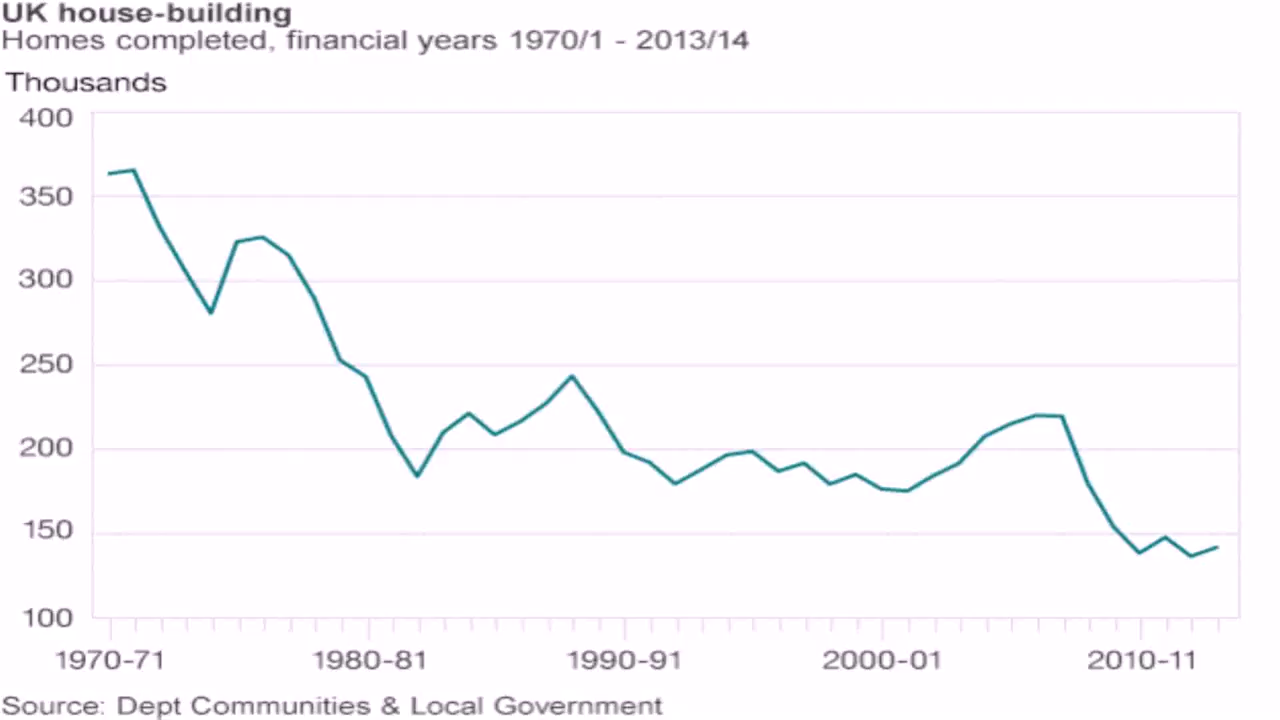 UK house-building
Homes completed, financial years 1970/1 - 2013/14
Thousands
400
350
300
250
200
150
100
1970-71 1980-81 1990-91 2000-01 2010-11
Source: Dept Communities & Local Government